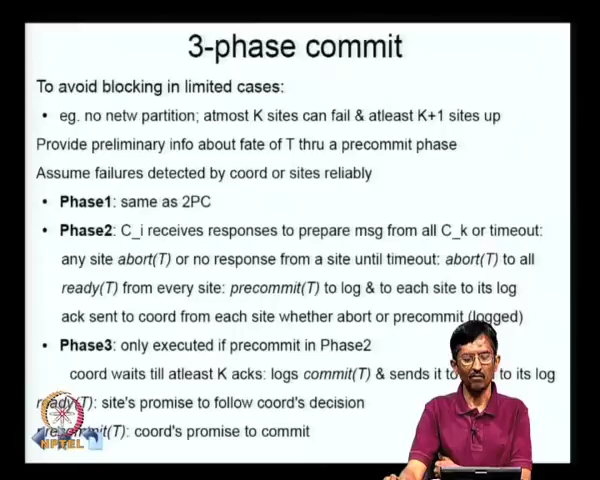 3-phase commit
To avoid blocking in limited cases:
• eg. no netw partition; atmost K sites can fail & atleast K+1 sites up
Provide preliminary info about fate of T thru a precommit phase
Assume failures detected by coord or sites reliably
• Phase1: same as 2PC
• Phase2: C_i receives responses to prepare msg from all C_k or timeout:
any site abort(T) or no response from a site until timeout: abort(T) to all
ready(T) from every site: precommit(T) to log & to each site to its log
ack sent to coord from each site whether abort or precommit (logged)
• Phase3: only executed if precommit in Phase2
coord waits till atleast K acks: logs commit(T) & sends it to to its log
ready(T): site's promise to follow coord's decision
precommit(T): coord's promise to commit
NPTEL